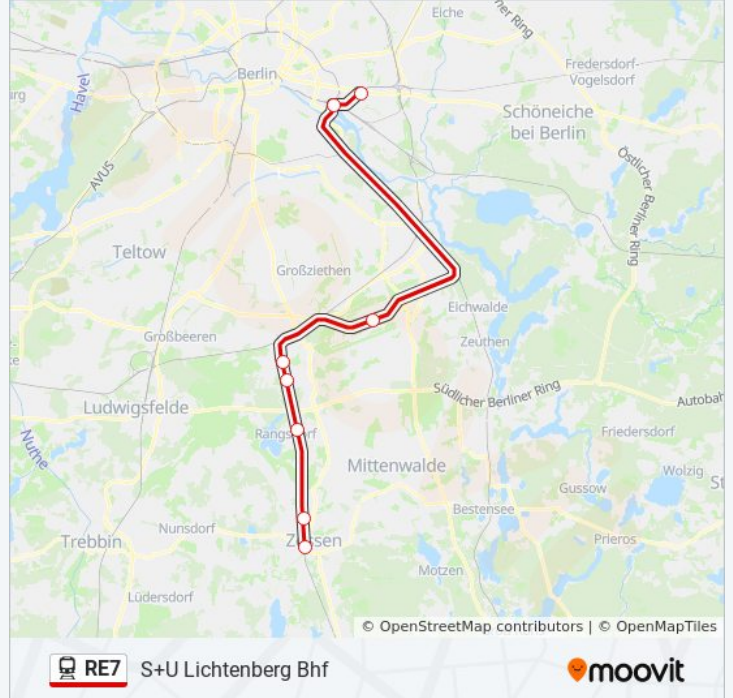 Eiche
ner Ring
Berlin
Fredersdorf-
Vogelsdorf
Havel
urg
Schöneiche
bei Berlin
AVUS
Östlicher Berliner Ring
Teltow
Großziethen
Eichwalde
Großbeeren
Zeuthen
Südlicher Berliner Ring
Ludwigsfelde
Autobah
Rangsdorf
Friedersdorf
Nuthe
Mittenwalde
Wolzig
Gussow
Bestensee
Nunsdorf
Trebbin
Zossen
Prieros
Motzen
Lüdersdorf
© OpenStreetMap contributors | © OpenMapTiles
RE7 S+U Lichtenberg Bhf
moovit